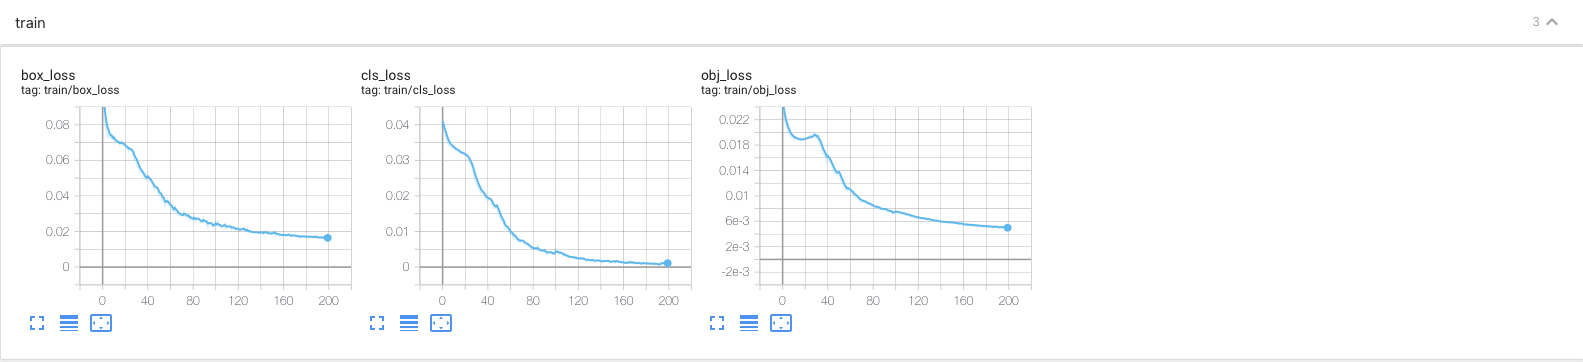 train
3
box_loss
tag: train/box_loss
0.08
0.06
0.04
0.02
0
0 40 80 120 160 200
cls_loss
tag: train/cls_loss
0.04
0.03
0.02
0.01
0
0 40 80 120 160 200
obj_loss
tag: train/obj_loss
0.022
0.018
0.014
0.01
6e-3
2e-3
-2e-3
0 40 80 120 160 200